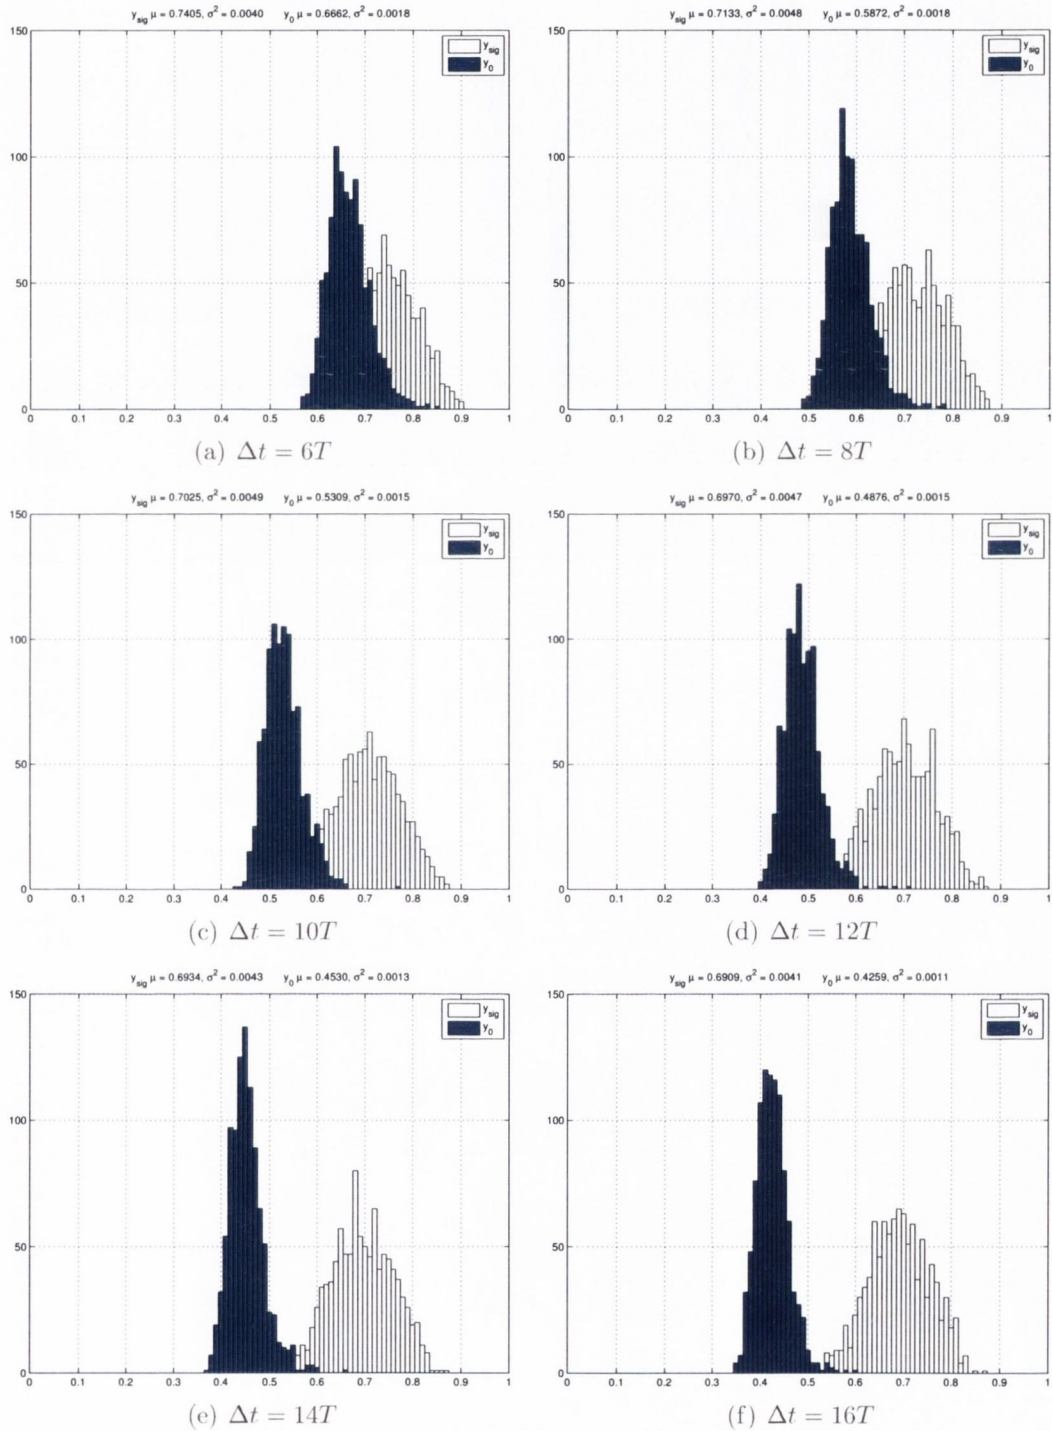 y_sig μ = 0.7405, σ² = 0.0040 y_0 μ = 0.6662, σ² = 0.0018
150
100
50
0
0 0.1 0.2 0.3 0.4 0.5 0.6 0.7 0.8 0.9 1
y_sig
y_0
(a) Δt = 6T
y_sig μ = 0.7133, σ² = 0.0048 y_0 μ = 0.5872, σ² = 0.0018
150
100
50
0
0 0.1 0.2 0.3 0.4 0.5 0.6 0.7 0.8 0.9 1
y_sig
y_0
(b) Δt = 8T
y_sig μ = 0.7025, σ² = 0.0049 y_0 μ = 0.5309, σ² = 0.0015
150
100
50
0
0 0.1 0.2 0.3 0.4 0.5 0.6 0.7 0.8 0.9 1
y_sig
y_0
(c) Δt = 10T
y_sig μ = 0.6970, σ² = 0.0047 y_0 μ = 0.4876, σ² = 0.0015
150
100
50
0
0 0.1 0.2 0.3 0.4 0.5 0.6 0.7 0.8 0.9 1
y_sig
y_0
(d) Δt = 12T
y_sig μ = 0.6934, σ² = 0.0043 y_0 μ = 0.4530, σ² = 0.0013
150
100
50
0
0 0.1 0.2 0.3 0.4 0.5 0.6 0.7 0.8 0.9 1
y_sig
y_0
(e) Δt = 14T
y_sig μ = 0.6909, σ² = 0.0041 y_0 μ = 0.4259, σ² = 0.0011
150
100
50
0
0 0.1 0.2 0.3 0.4 0.5 0.6 0.7 0.8 0.9 1
y_sig
y_0
(f) Δt = 16T